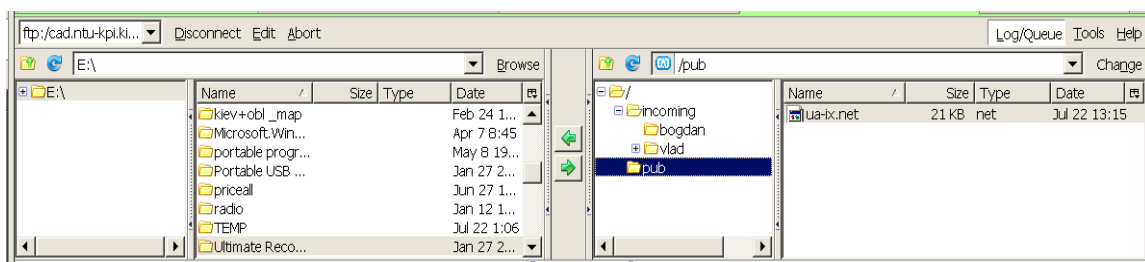 ftp:/cad.ntu-kpi.ki... Disconnect Edit Abort Log/Queue Tools Help
E:\ Browse /pub Change
E:\ Name Size Type Date / Name Size Type Date
kiev+obl _map Feb 24 1... incoming ua-ix.net 21 KB net Jul 22 13:15
Microsoft.Win... Apr 7 8:45 bogdan
portable progr... May 8 19... vlad
Portable USB ... Jan 27 2... pub
priceall Jun 27 1...
radio Jan 12 1...
TEMP Jul 22 1:06
Ultimate Reco... Jan 27 2...